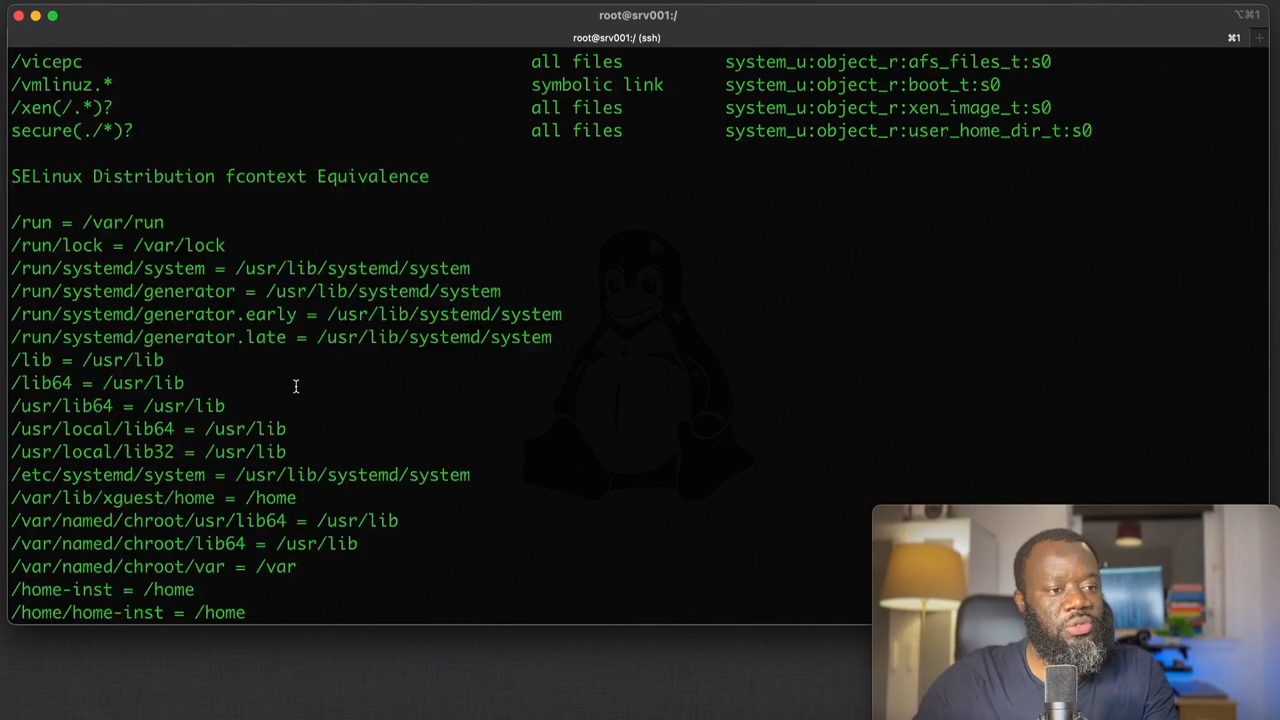 root@srv001:/
⌥⌘1
root@srv001:/ (ssh)
⌘1 +
/vicepc all files system_u:object_r:afs_files_t:s0
/vmlinuz.* symbolic link system_u:object_r:boot_t:s0
/xen(/.*)? all files system_u:object_r:xen_image_t:s0
secure(./*)? all files system_u:object_r:user_home_dir_t:s0
SELinux Distribution fcontext Equivalence
/run = /var/run
/run/lock = /var/lock
/run/systemd/system = /usr/lib/systemd/system
/run/systemd/generator = /usr/lib/systemd/system
/run/systemd/generator.early = /usr/lib/systemd/system
/run/systemd/generator.late = /usr/lib/systemd/system
/lib = /usr/lib
/lib64 = /usr/lib
/usr/lib64 = /usr/lib
/usr/local/lib64 = /usr/lib
/usr/local/lib32 = /usr/lib
/etc/systemd/system = /usr/lib/systemd/system
/var/lib/xguest/home = /home
/var/named/chroot/usr/lib64 = /usr/lib
/var/named/chroot/lib64 = /usr/lib
/var/named/chroot/var = /var
/home-inst = /home
/home/home-inst = /home